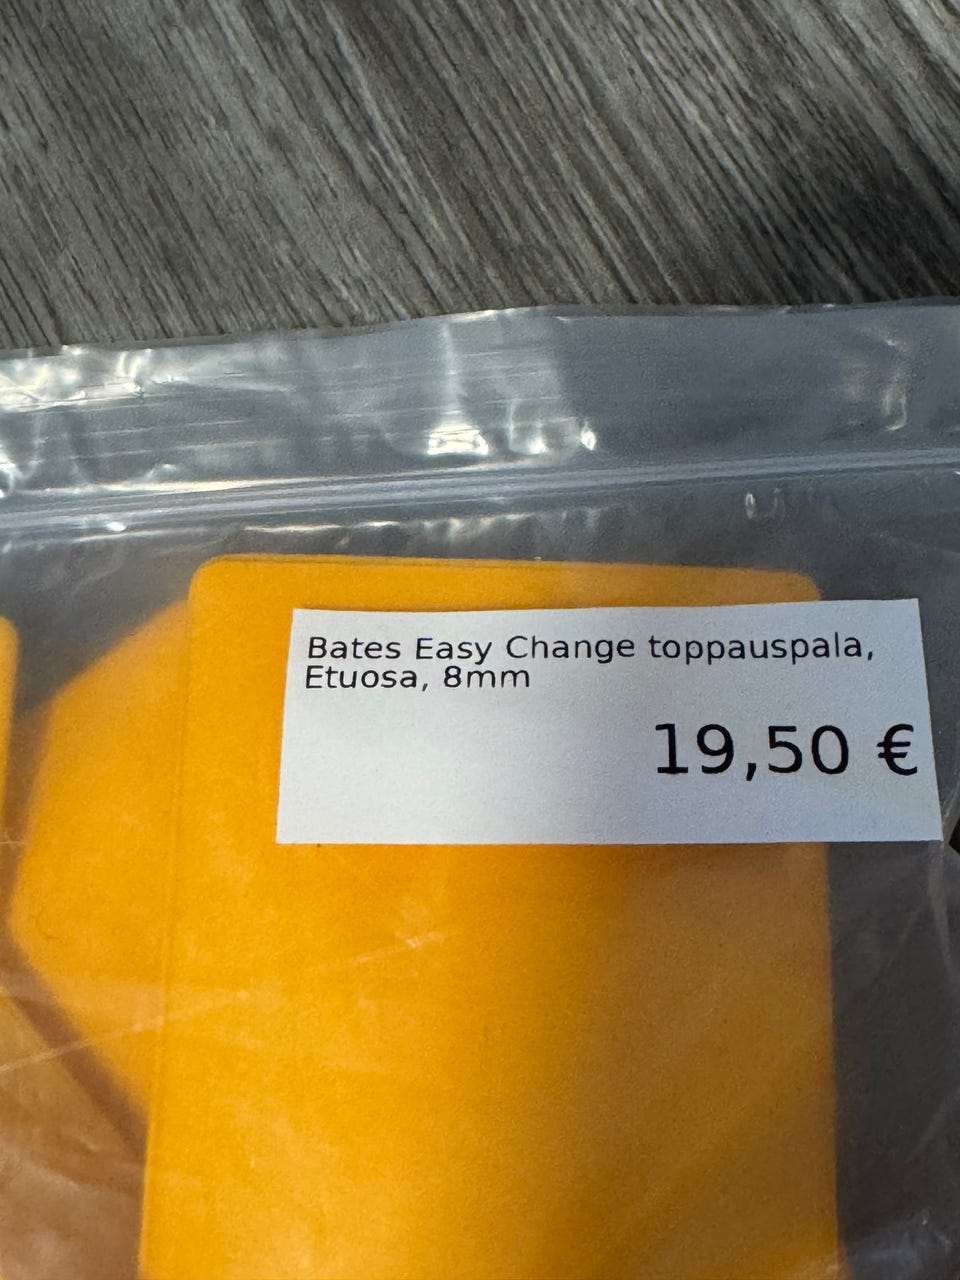 Bates Easy Change toppauspala,
Etuosa, 8mm
19,50 €